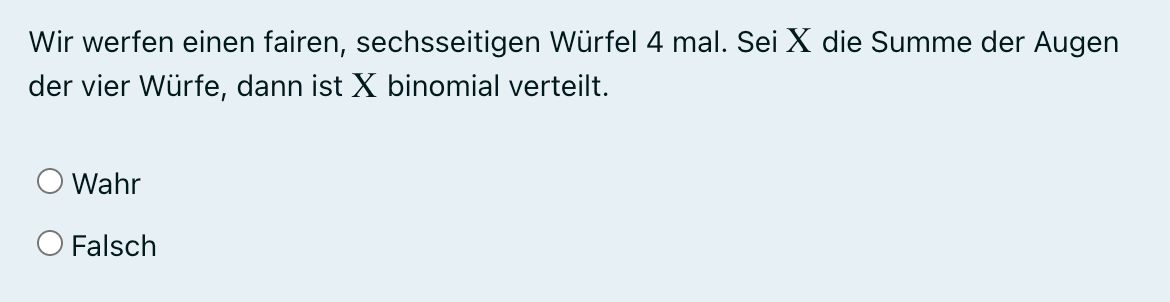 Wir werfen einen fairen, sechsseitigen Würfel 4 mal. Sei X die Summe der Augen
der vier Würfe, dann ist X binomial verteilt.
Wahr
Falsch